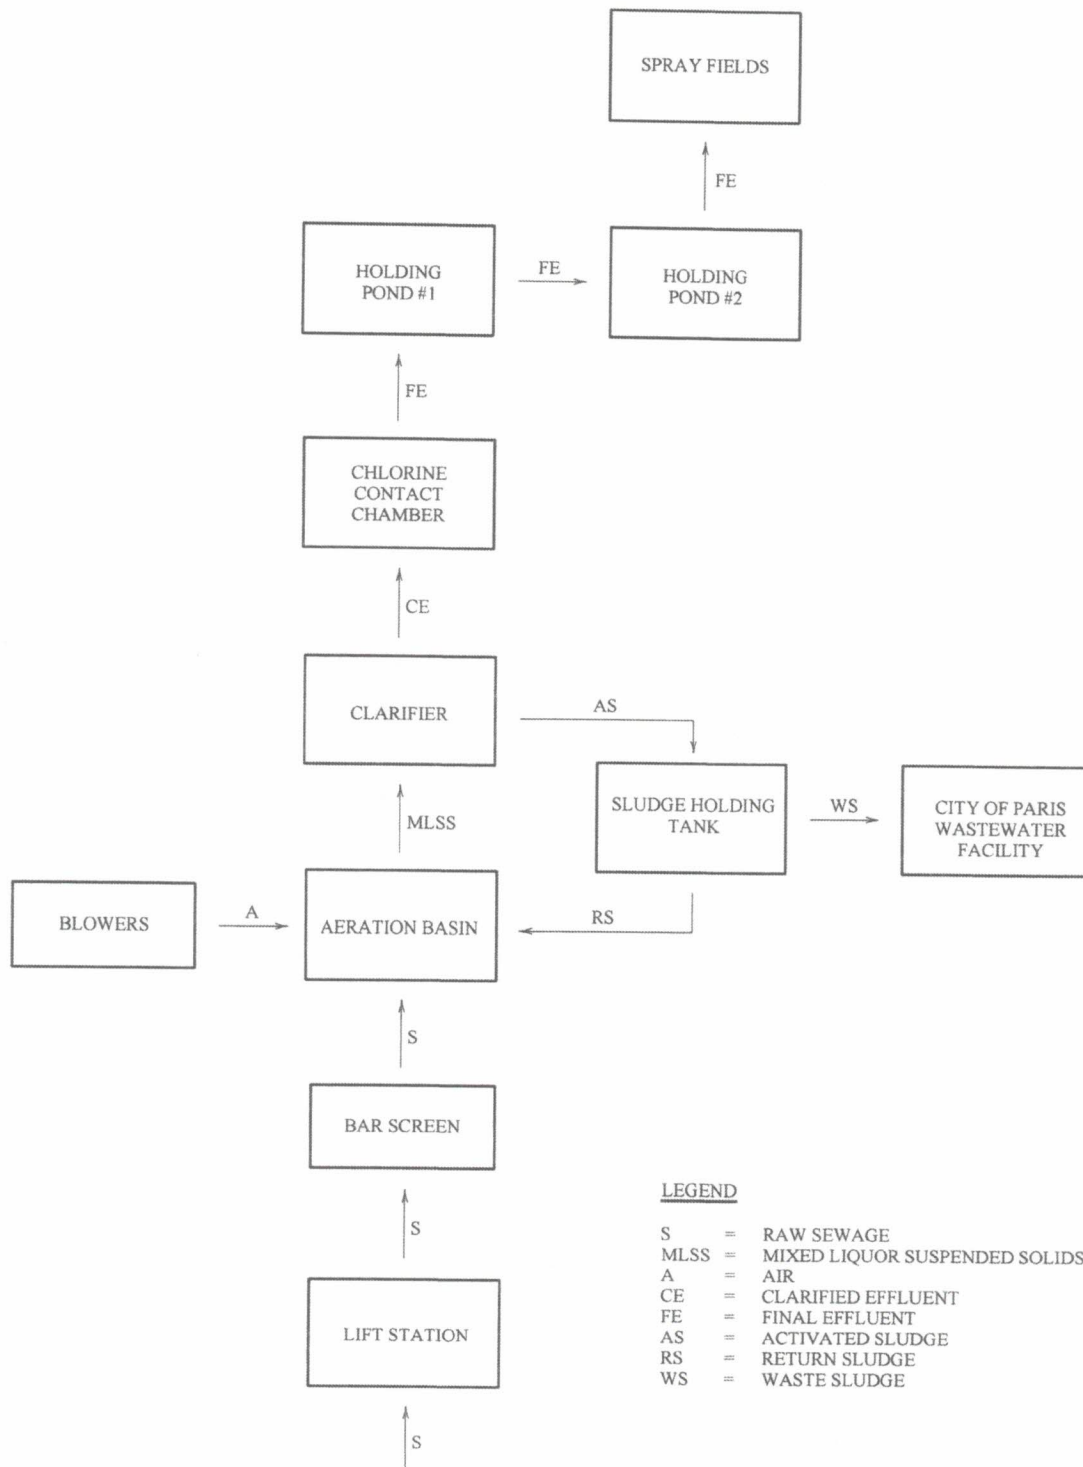 SPRAY FIELDS
FE
HOLDING
POND #1
FE
HOLDING
POND #2
FE
CHLORINE
CONTACT
CHAMBER
CE
CLARIFIER
AS
SLUDGE HOLDING
TANK
WS
CITY OF PARIS
WASTEWATER
FACILITY
MLSS
BLOWERS
A
AERATION BASIN
RS
S
BAR SCREEN
S
LIFT STATION
S
LEGEND
S = RAW SEWAGE
MLSS = MIXED LIQUOR SUSPENDED SOLIDS
A = AIR
CE = CLARIFIED EFFLUENT
FE = FINAL EFFLUENT
AS = ACTIVATED SLUDGE
RS = RETURN SLUDGE
WS = WASTE SLUDGE